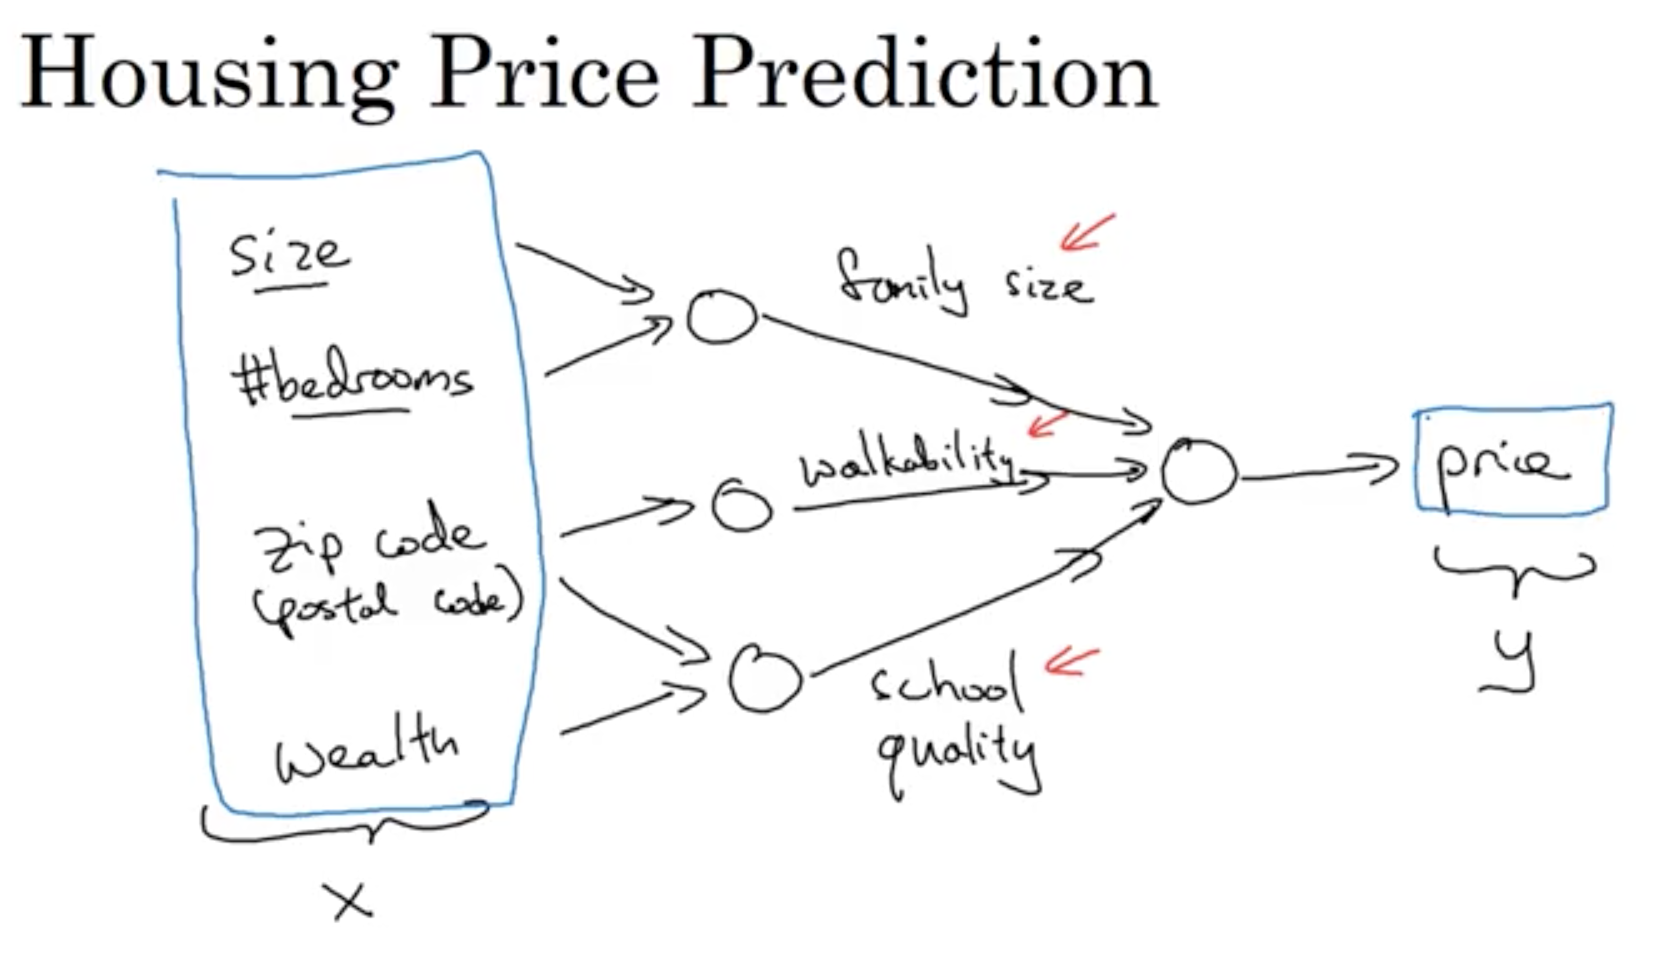 Housing Price Prediction
size
#bedrooms
zip code
(postal code)
wealth
x
family size
walkability
school
quality
price
y